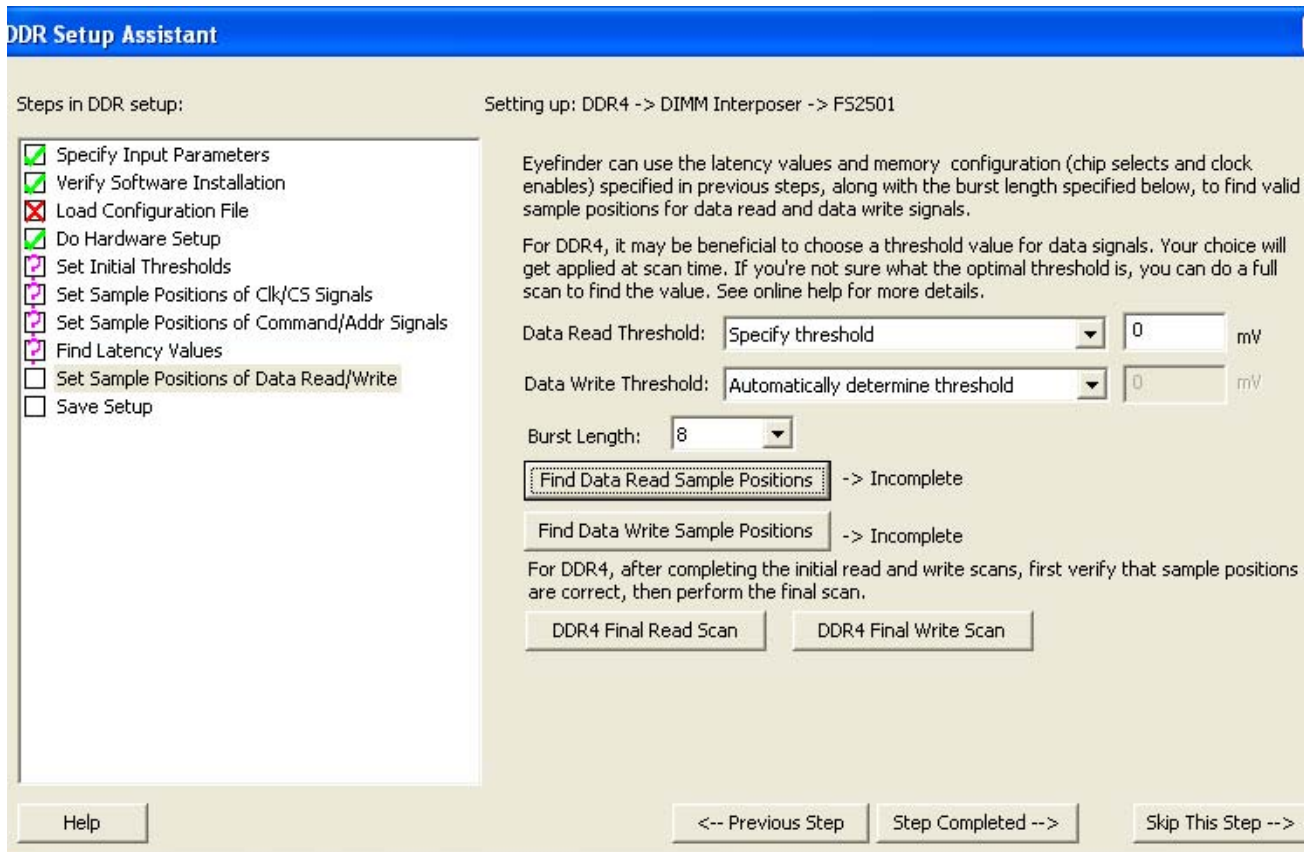 DDR Setup Assistant
Steps in DDR setup:
Setting up: DDR4 -> DIMM Interposer -> FS2501
Specify Input Parameters
Verify Software Installation
Load Configuration File
Do Hardware Setup
Set Initial Thresholds
Set Sample Positions of Clk/CS Signals
Set Sample Positions of Command/Addr Signals
Find Latency Values
Set Sample Positions of Data Read/Write
Save Setup
Eyefinder can use the latency values and memory configuration (chip selects and clock
enables) specified in previous steps, along with the burst length specified below, to find valid
sample positions for data read and data write signals.
For DDR4, it may be beneficial to choose a threshold value for data signals. Your choice will
get applied at scan time. If you're not sure what the optimal threshold is, you can do a full
scan to find the value. See online help for more details.
Data Read Threshold: Specify threshold 0 mV
Data Write Threshold: Automatically determine threshold 0 mV
Burst Length: 8
Find Data Read Sample Positions -> Incomplete
Find Data Write Sample Positions -> Incomplete
For DDR4, after completing the initial read and write scans, first verify that sample positions
are correct, then perform the final scan.
DDR4 Final Read Scan DDR4 Final Write Scan
Help <-- Previous Step Step Completed --> Skip This Step -->